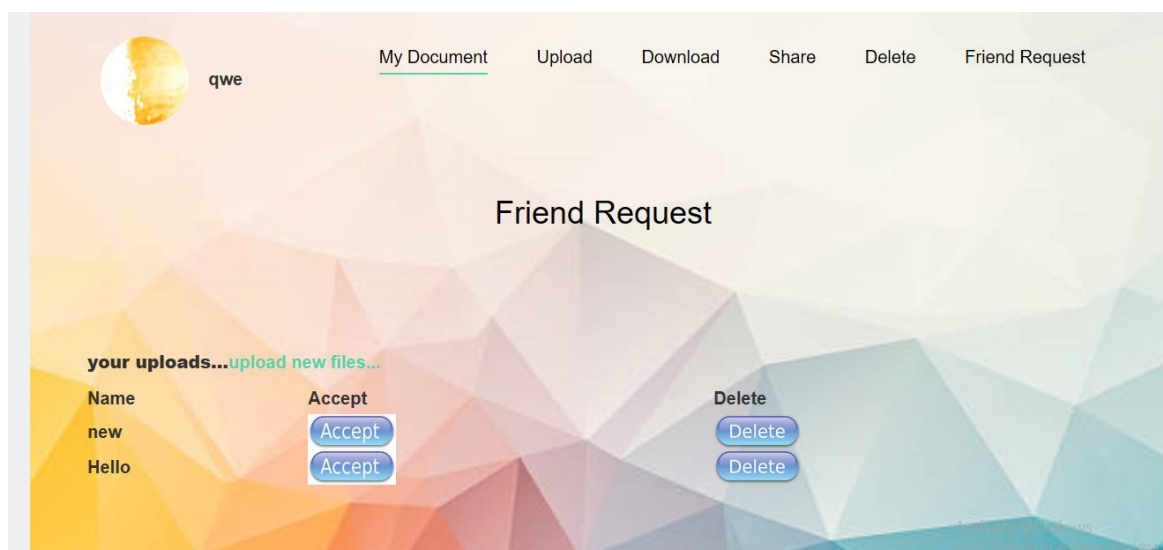 My Document Upload Download Share Delete Friend Request
qwe
Friend Request
your uploads...upload new files...
Name Accept Delete
new Accept Delete
Hello Accept Delete